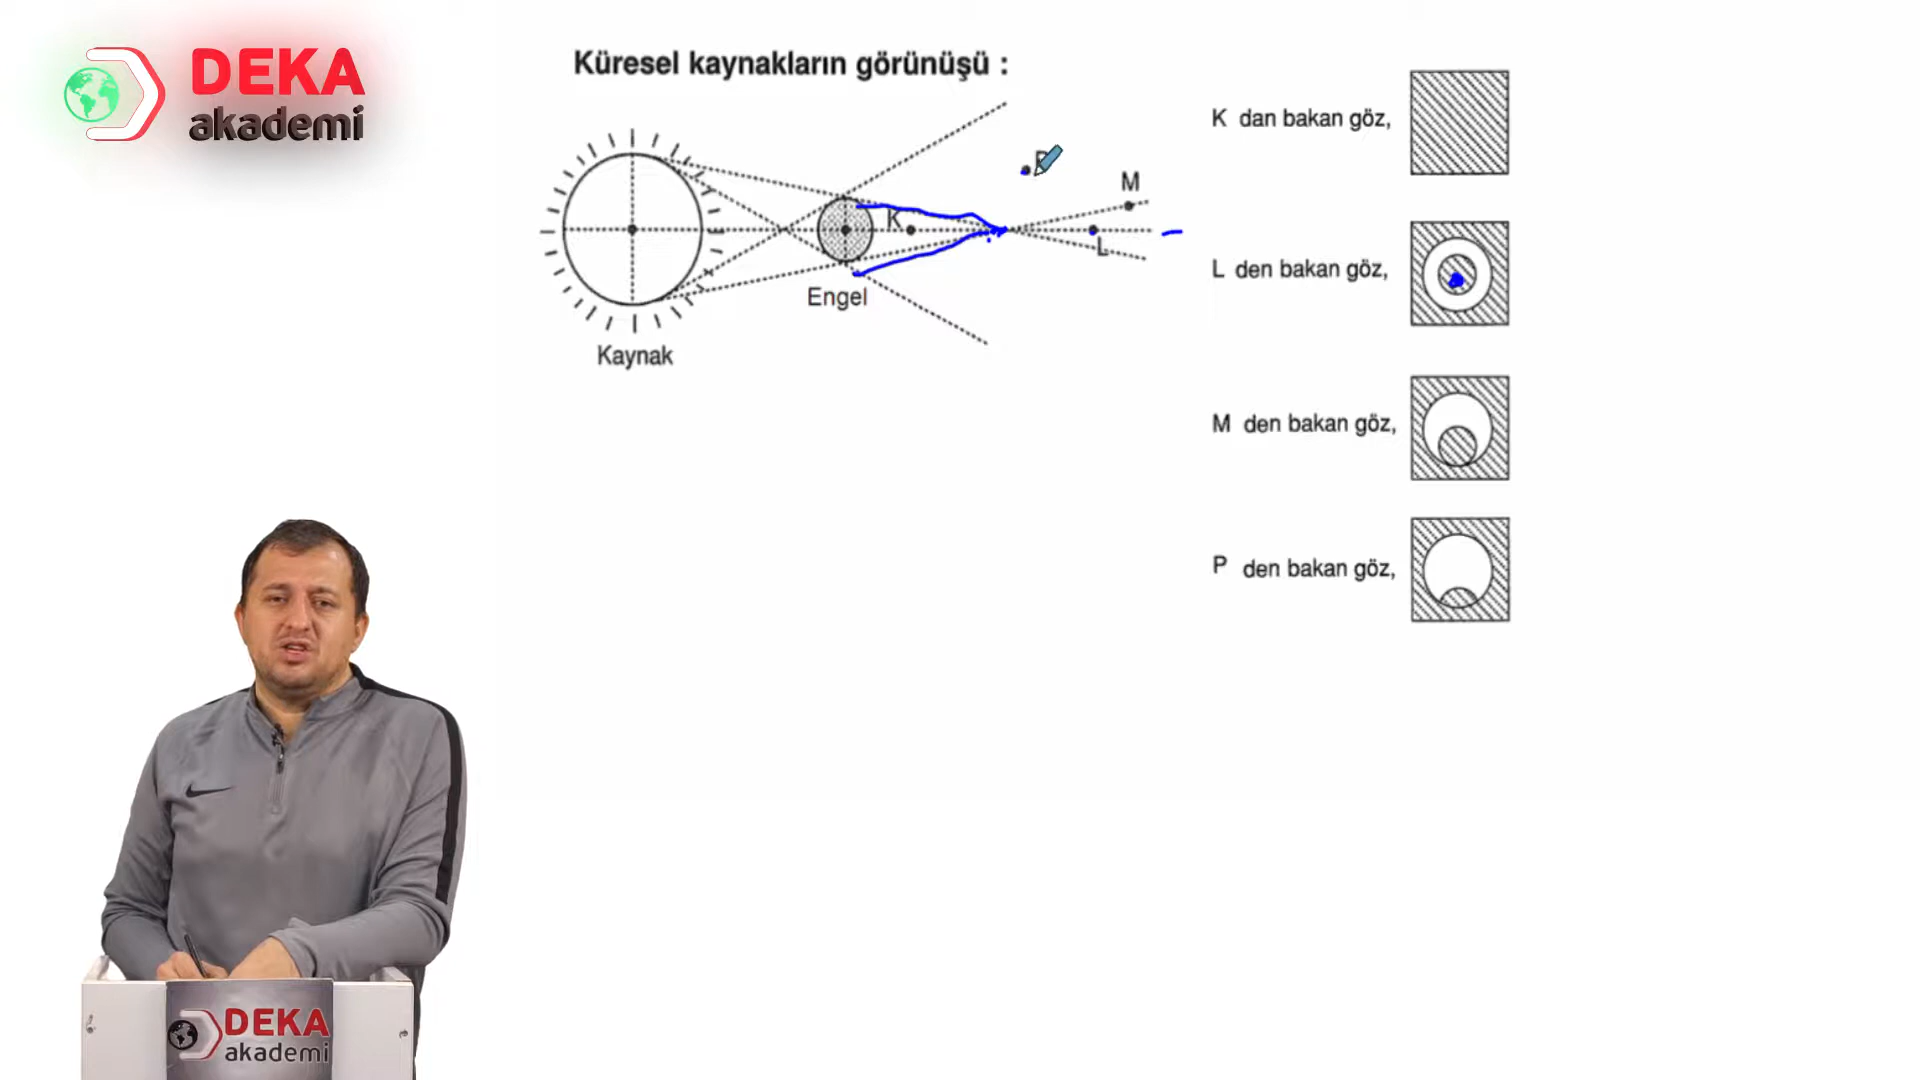 DEKA
akademi
Küresel kaynakların görünüşü :
K dan bakan göz,
P
M
K
L
L den bakan göz,
Engel
Kaynak
M den bakan göz,
P den bakan göz,
DEKA
akademi